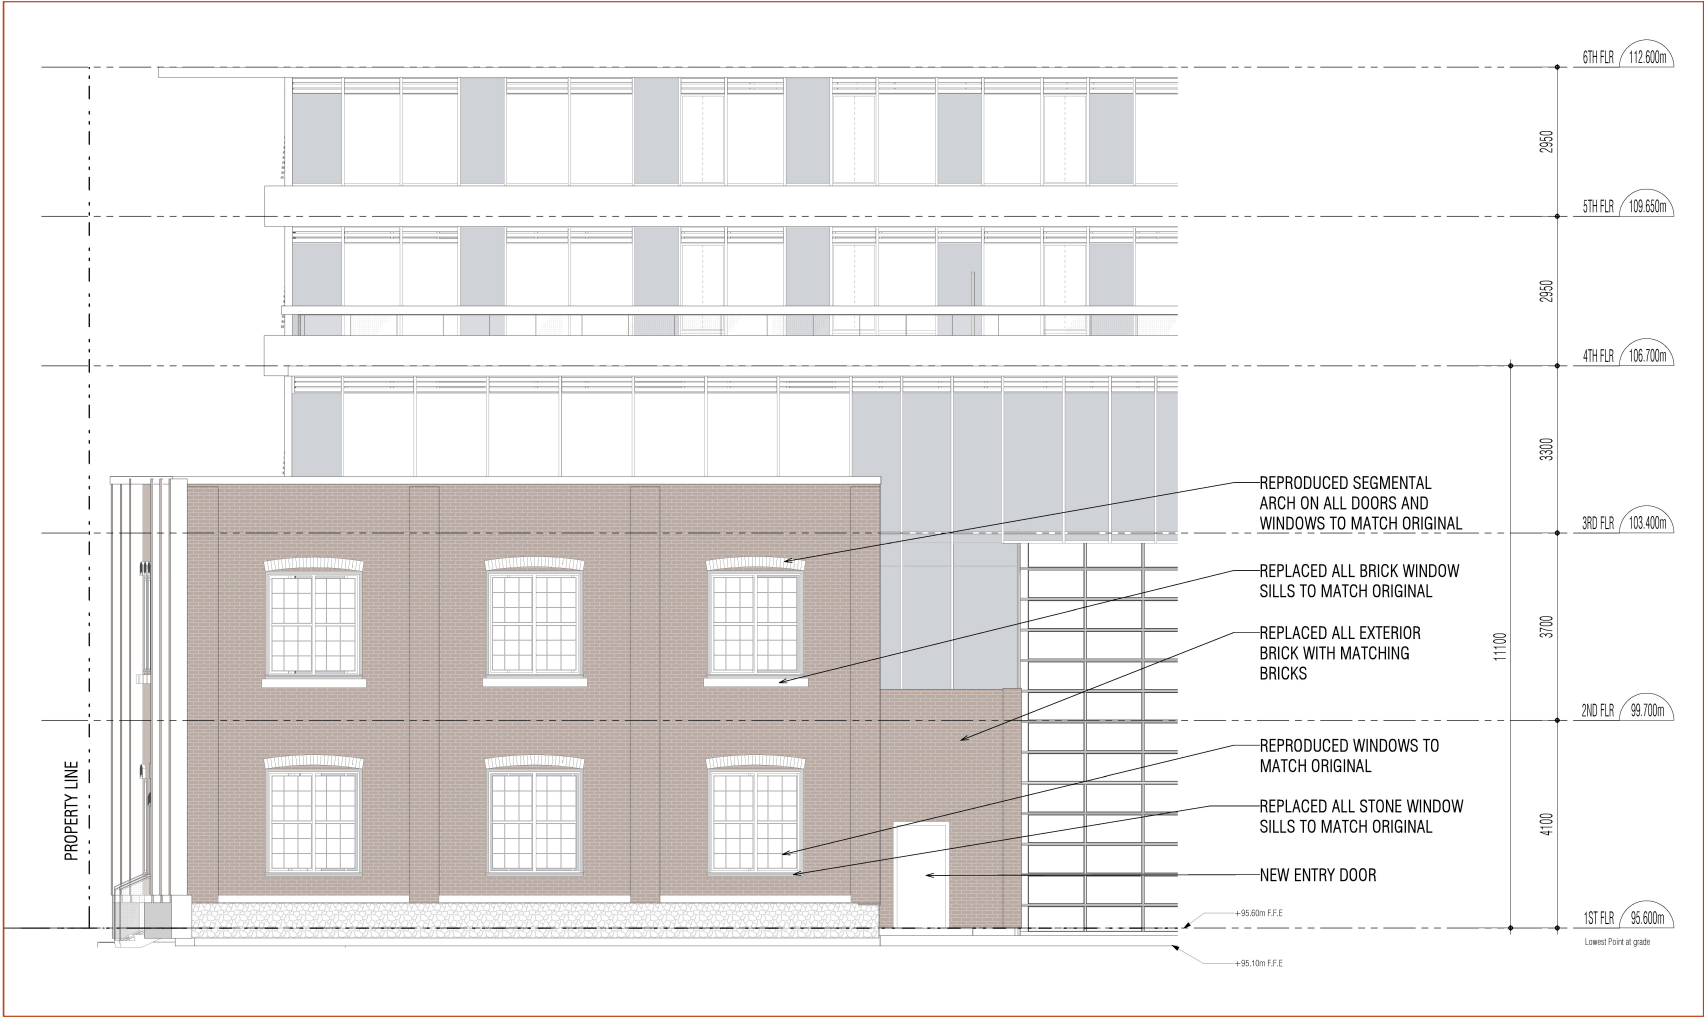 6TH FLR 112.600m
2950
5TH FLR 109.650m
2950
4TH FLR 106.700m
3300
REPRODUCED SEGMENTAL
ARCH ON ALL DOORS AND
WINDOWS TO MATCH ORIGINAL
3RD FLR 103.400m
REPLACED ALL BRICK WINDOW
SILLS TO MATCH ORIGINAL
REPLACED ALL EXTERIOR
BRICK WITH MATCHING
BRICKS
3700
11100
2ND FLR 99.700m
REPRODUCED WINDOWS TO
MATCH ORIGINAL
PROPERTY LINE
REPLACED ALL STONE WINDOW
SILLS TO MATCH ORIGINAL
4100
NEW ENTRY DOOR
+95.60m F.F.E
1ST FLR 95.600m
Lowest Point at grade
+95.10m F.F.E